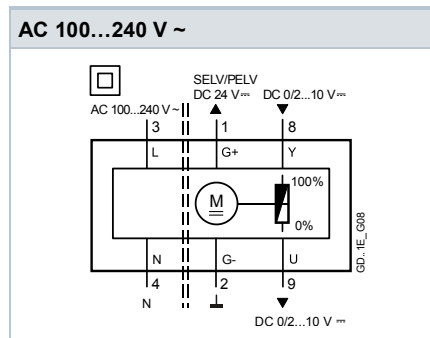 AC 100...240 V ~
SELV/PELV
DC 24 V⎓ DC 0/2...10 V⎓
AC 100...240 V~
3 1 8
L G+ Y
100%
M
0%
N G- U
4 2 9
N
DC 0/2...10 V ⎓
GD..1E_G08